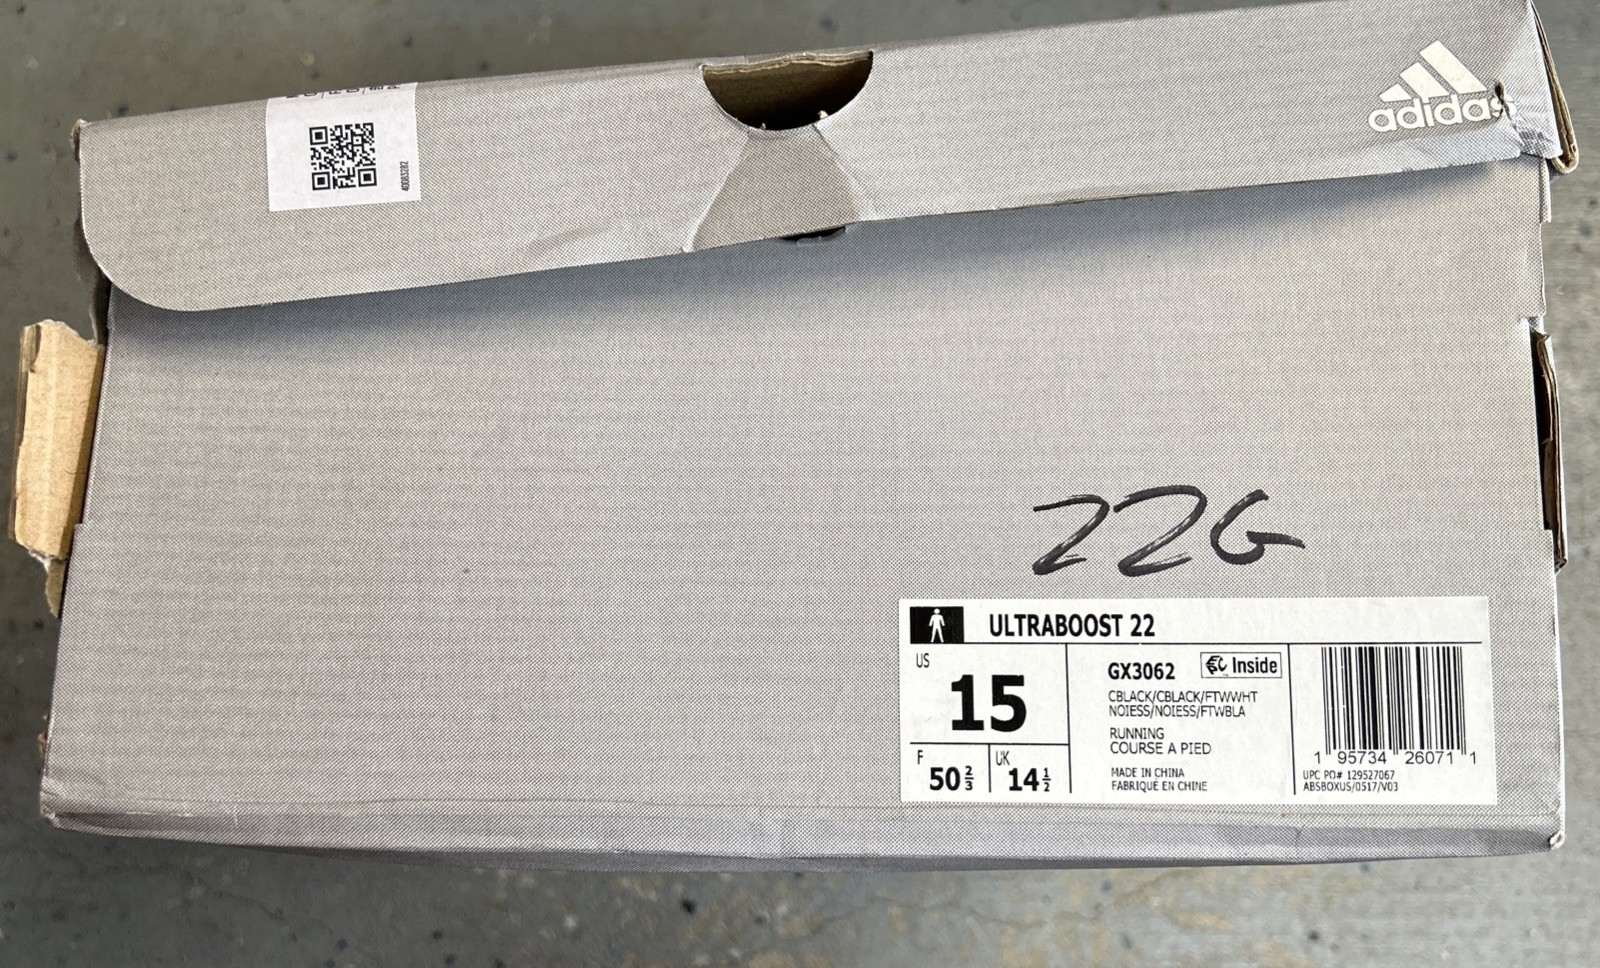 adidas
40083282
22G
ULTRABOOST 22
US
15
F
50 2/3
UK
14 1/2
GX3062
Inside
CBLACK/CBLACK/FTWWHT
NOIESS/NOIESS/FTWBLA
RUNNING
COURSE A PIED
MADE IN CHINA
FABRIQUÉ EN CHINE
1 95734 26071 1
UPC PO# 129527067
ABSBOXUS/0517/V03